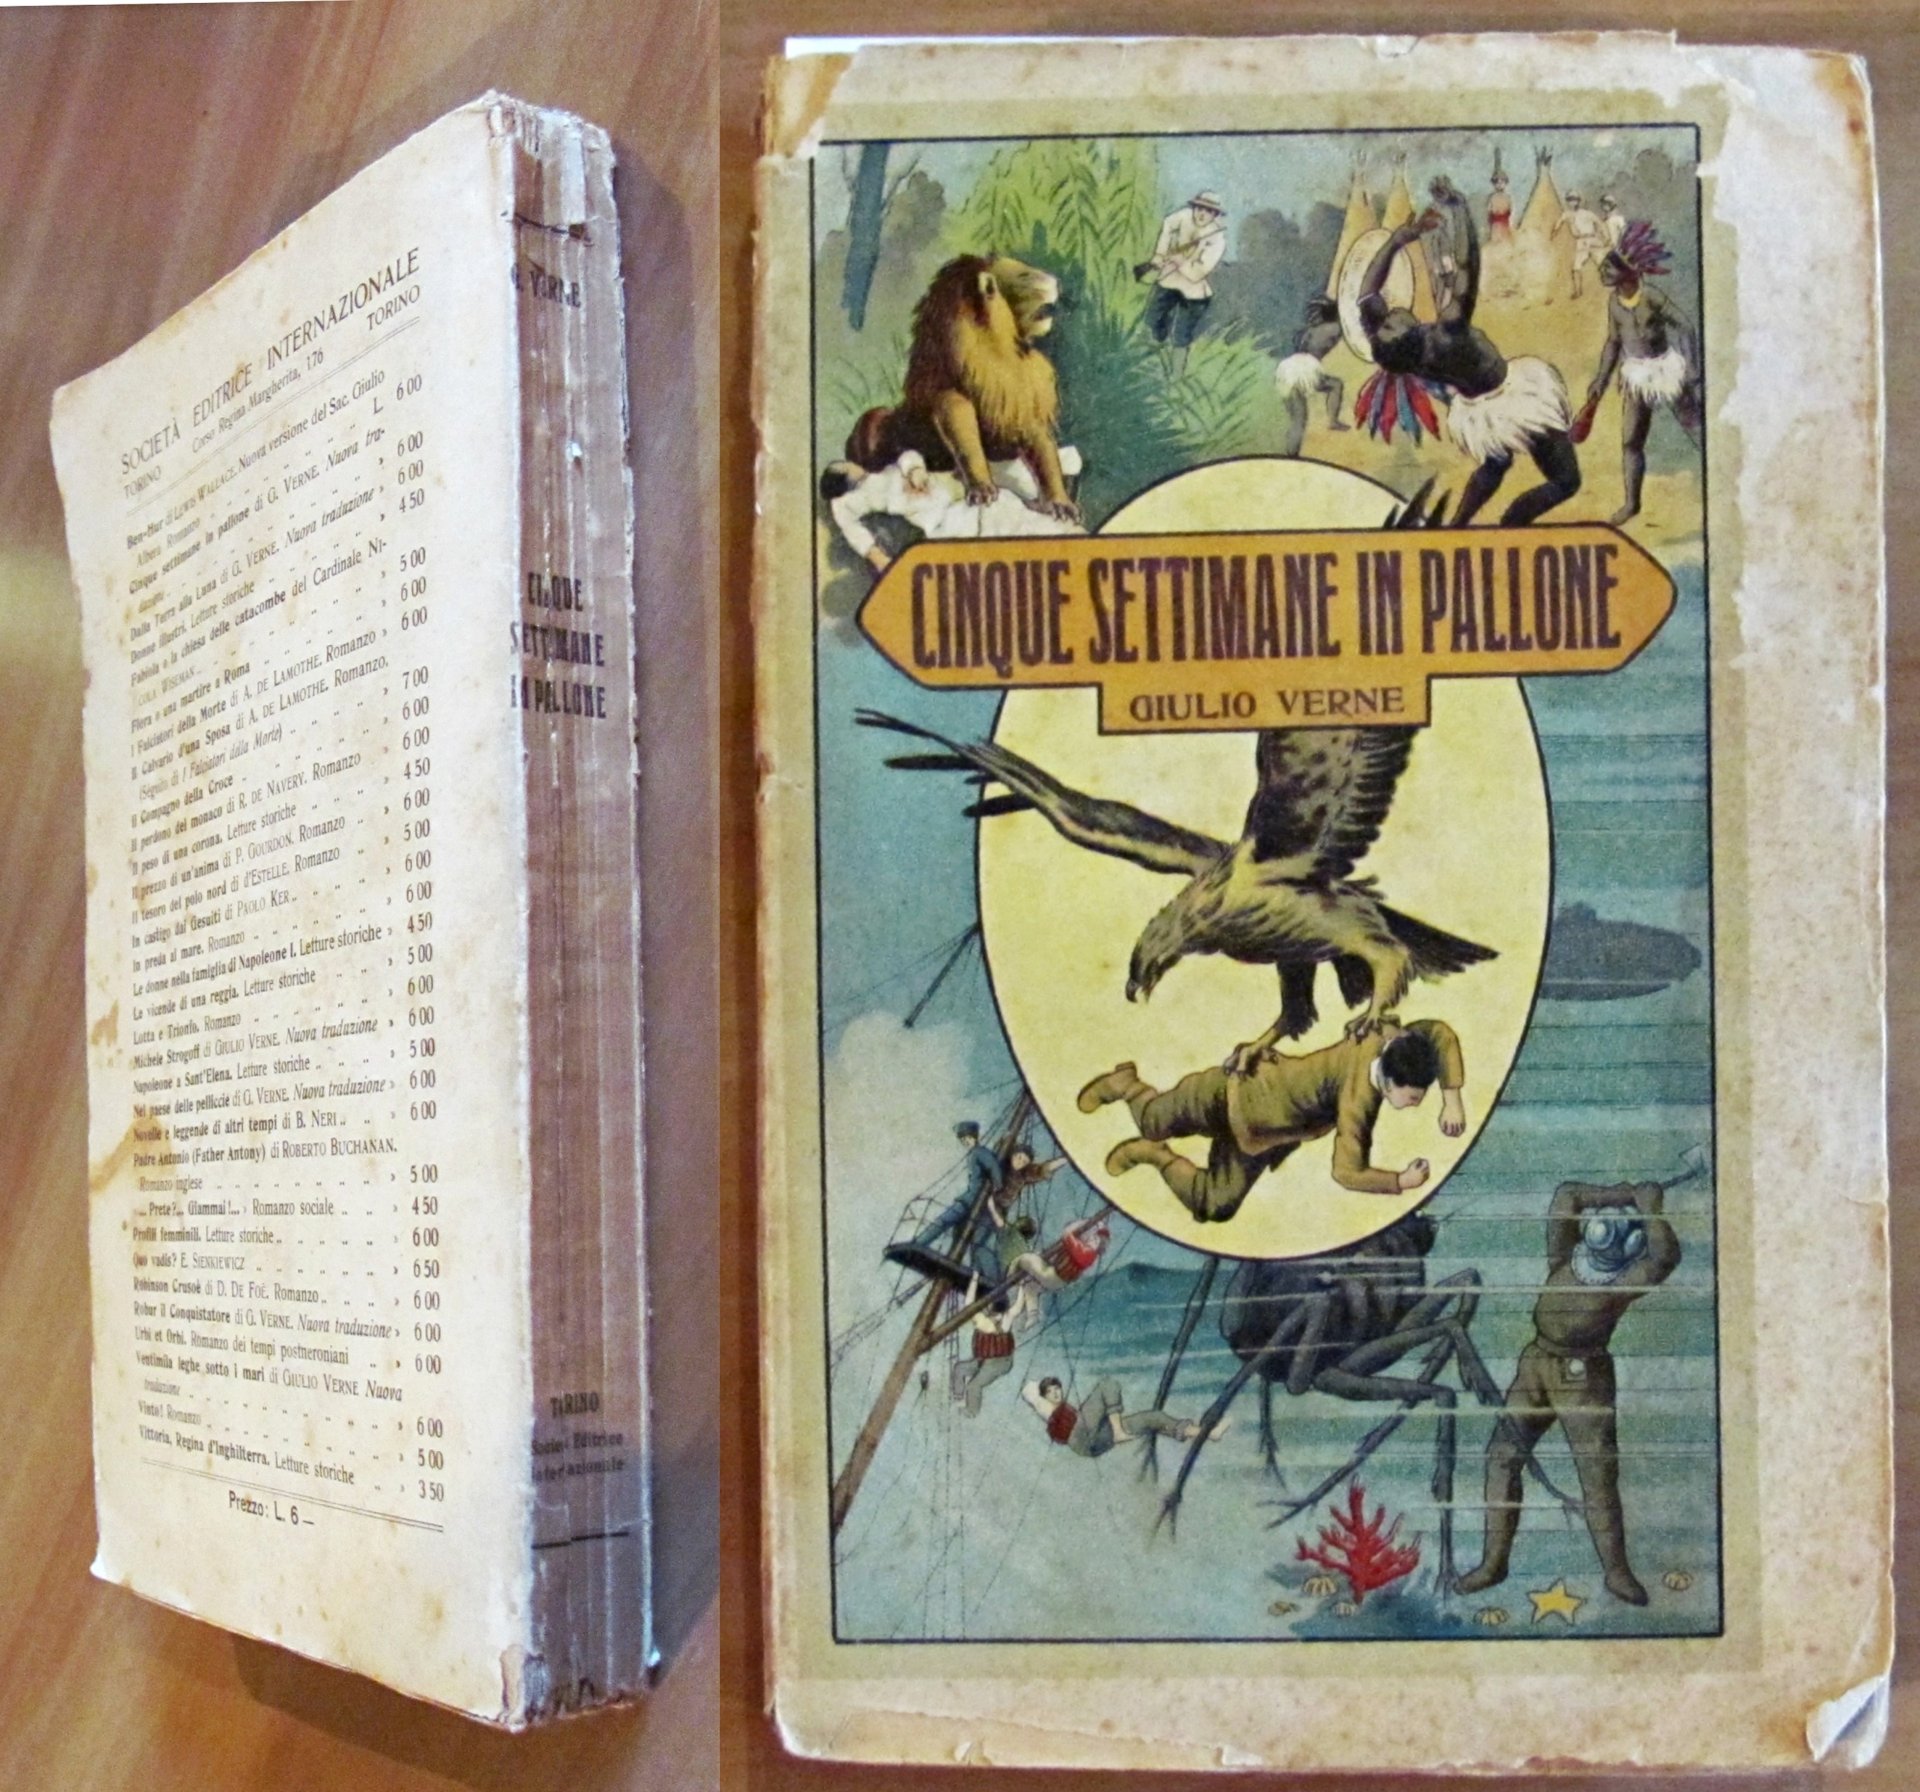 SOCIETÀ EDITRICE INTERNAZIONALE
TORINO Corso Regina Margherita, 176 TORINO
Ben-Hur di LEWIS WALLACE. Nuova versione del Sac. Giulio
Albera Romanzo L. 6 00
Cinque settimane in pallone di G. VERNE. Nuova tra-
duzione » 6 00
Dalla Terra alla Luna di G. VERNE. Nuova traduzione » 6 00
Donne illustri. Letture storiche » 4 50
Fabiola o la chiesa delle catacombe del Cardinale NI-
COLA WISEMAN » 5 00
Flora o una martire a Roma » 6 00
I Falciatori della Morte di A. DE LAMOTHE. Romanzo » 6 00
Il Calvario d'una Sposa di A. DE LAMOTHE. Romanzo.
(Seguito di I Falciatori della Morte) » 7 00
Il Compagno della Croce » 6 00
Il perdono del monaco di R. DE NAVERY. Romanzo » 6 00
Il peso di una corona. Letture storiche » 4 50
Il prezzo di un'anima di P. GOURDON. Romanzo » 6 00
Il tesoro del polo nord di d'ESTELLE. Romanzo » 5 00
In castigo dai Gesuiti di PAOLO KER » 6 00
In preda al mare. Romanzo » 6 00
Le donne nella famiglia di Napoleone I. Letture storiche » 4 50
Le vicende di una reggia. Letture storiche » 5 00
Lotta e Trionfo. Romanzo » 6 00
Michele Strogoff di GIULIO VERNE. Nuova traduzione » 6 00
Napoleone a Sant'Elena. Letture storiche » 5 00
Nel paese delle pelliccie di G. VERNE. Nuova traduzione » 6 00
Novelle e leggende di altri tempi di B. NERI » 6 00
Padre Antonio (Father Antony) di ROBERTO BUCHANAN.
Romanzo inglese » 5 00
... Prete?... Giammai!... » Romanzo sociale » 4 50
Profili femminili. Letture storiche » 6 00
Quo vadis? E. SIENKIEWICZ » 6 50
Robinson Crusoè di D. DE FOÉ. Romanzo » 6 00
Robur il Conquistatore di G. VERNE. Nuova traduzione » 6 00
Urbi et Orbi. Romanzo dei tempi postneroniani » 6 00
Ventimila leghe sotto i mari di GIULIO VERNE Nuova
traduzione » 6 00
Vinto! Romanzo » 5 00
Vittoria, Regina d'Inghilterra. Letture storiche » 3 50
Prezzo: L. 6 —
G. VERNE
CINQUE
SETTIMANE
IN PALLONE
TORINO
Società Editrice
Internazionale
CINQUE SETTIMANE IN PALLONE
GIULIO VERNE